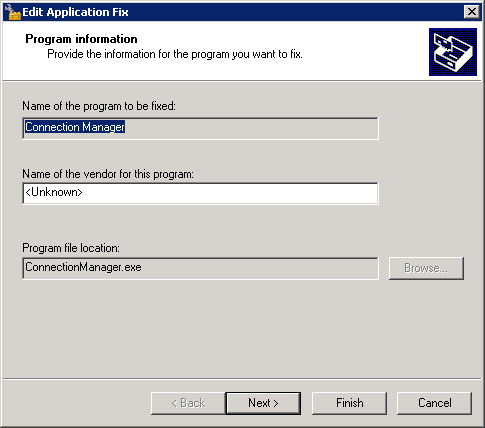 Edit Application Fix
Program information
Provide the information for the program you want to fix.
Name of the program to be fixed:
Connection Manager
Name of the vendor for this program:
<Unknown>
Program file location:
ConnectionManager.exe
Browse...
< Back
Next >
Finish
Cancel